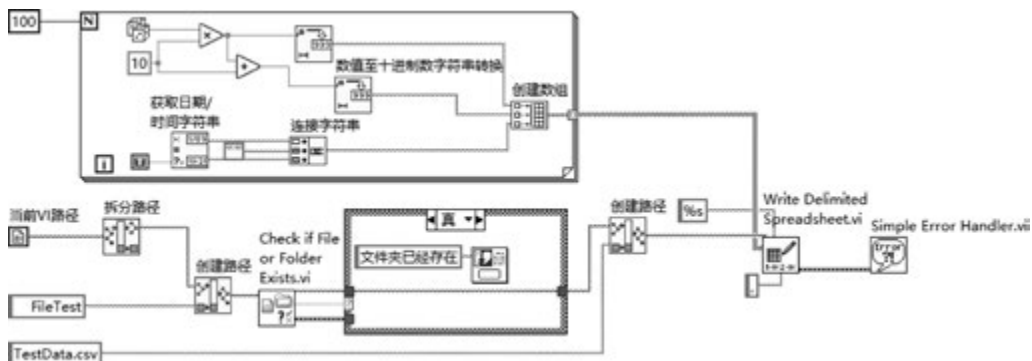 100
N
10
数值至十进制数字符串转换
创建数组
获取日期/
时间字符串
连接字符串
i
当前VI路径
拆分路径
创建路径
Check if File
or Folder
Exists.vi
真
文件夹已经存在
创建路径
%s
Write Delimited
Spreadsheet.vi
Simple Error Handler.vi
FileTest
TestData.csv